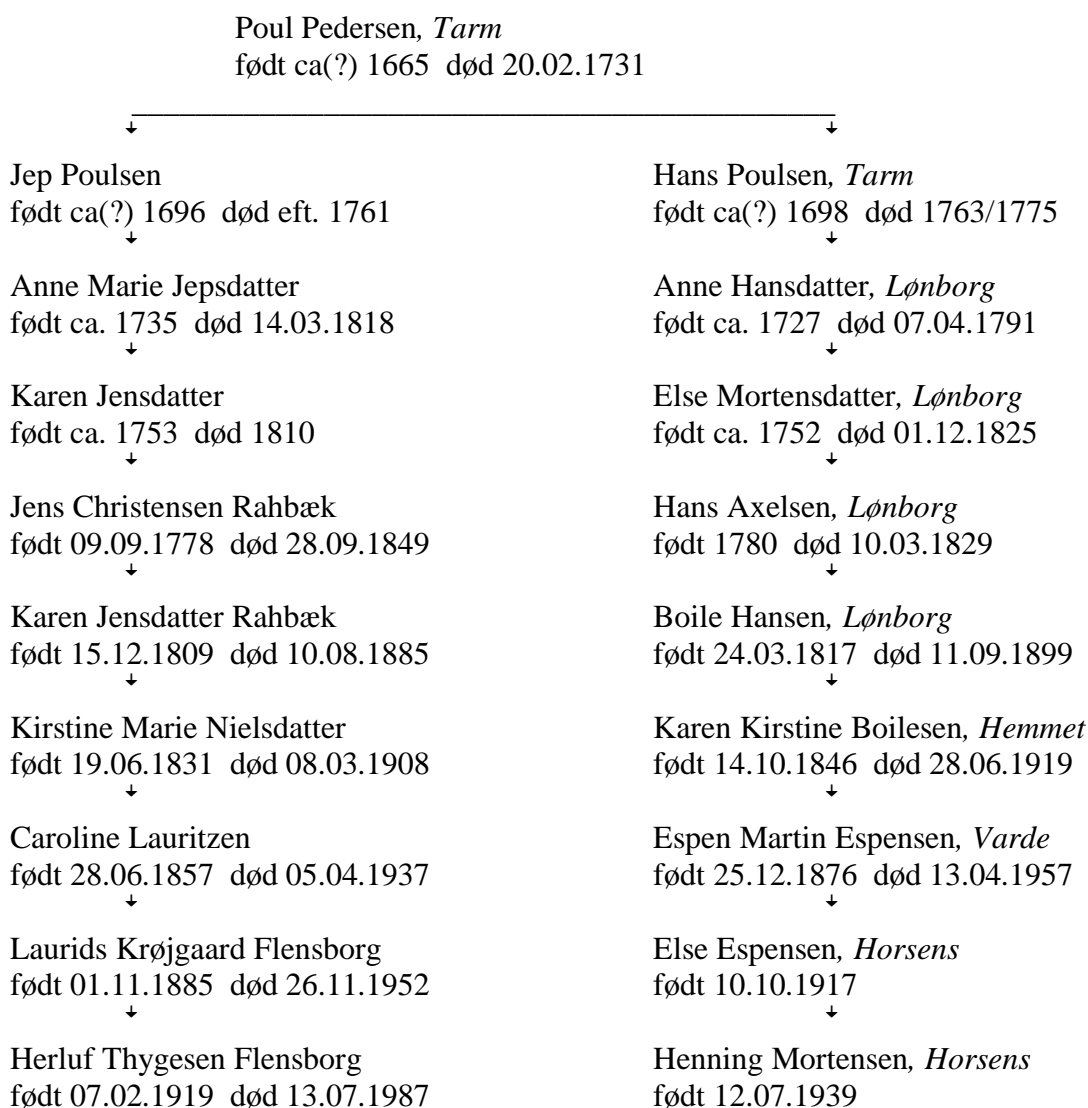 Poul Pedersen, Tarm
født ca(?) 1665  død 20.02.1731
Jep Poulsen
født ca(?) 1696  død eft. 1761
Hans Poulsen, Tarm
født ca(?) 1698  død 1763/1775
Anne Marie Jepsdatter
født ca. 1735  død 14.03.1818
Anne Hansdatter, Lønborg
født ca. 1727  død 07.04.1791
Karen Jensdatter
født ca. 1753  død 1810
Else Mortensdatter, Lønborg
født ca. 1752  død 01.12.1825
Jens Christensen Rahbæk
født 09.09.1778  død 28.09.1849
Hans Axelsen, Lønborg
født 1780  død 10.03.1829
Karen Jensdatter Rahbæk
født 15.12.1809  død 10.08.1885
Boile Hansen, Lønborg
født 24.03.1817  død 11.09.1899
Kirstine Marie Nielsdatter
født 19.06.1831  død 08.03.1908
Karen Kirstine Boilesen, Hemmet
født 14.10.1846  død 28.06.1919
Caroline Lauritzen
født 28.06.1857  død 05.04.1937
Espen Martin Espensen, Varde
født 25.12.1876  død 13.04.1957
Laurids Krøjgaard Flensborg
født 01.11.1885  død 26.11.1952
Else Espensen, Horsens
født 10.10.1917
Herluf Thygesen Flensborg
født 07.02.1919  død 13.07.1987
Henning Mortensen, Horsens
født 12.07.1939